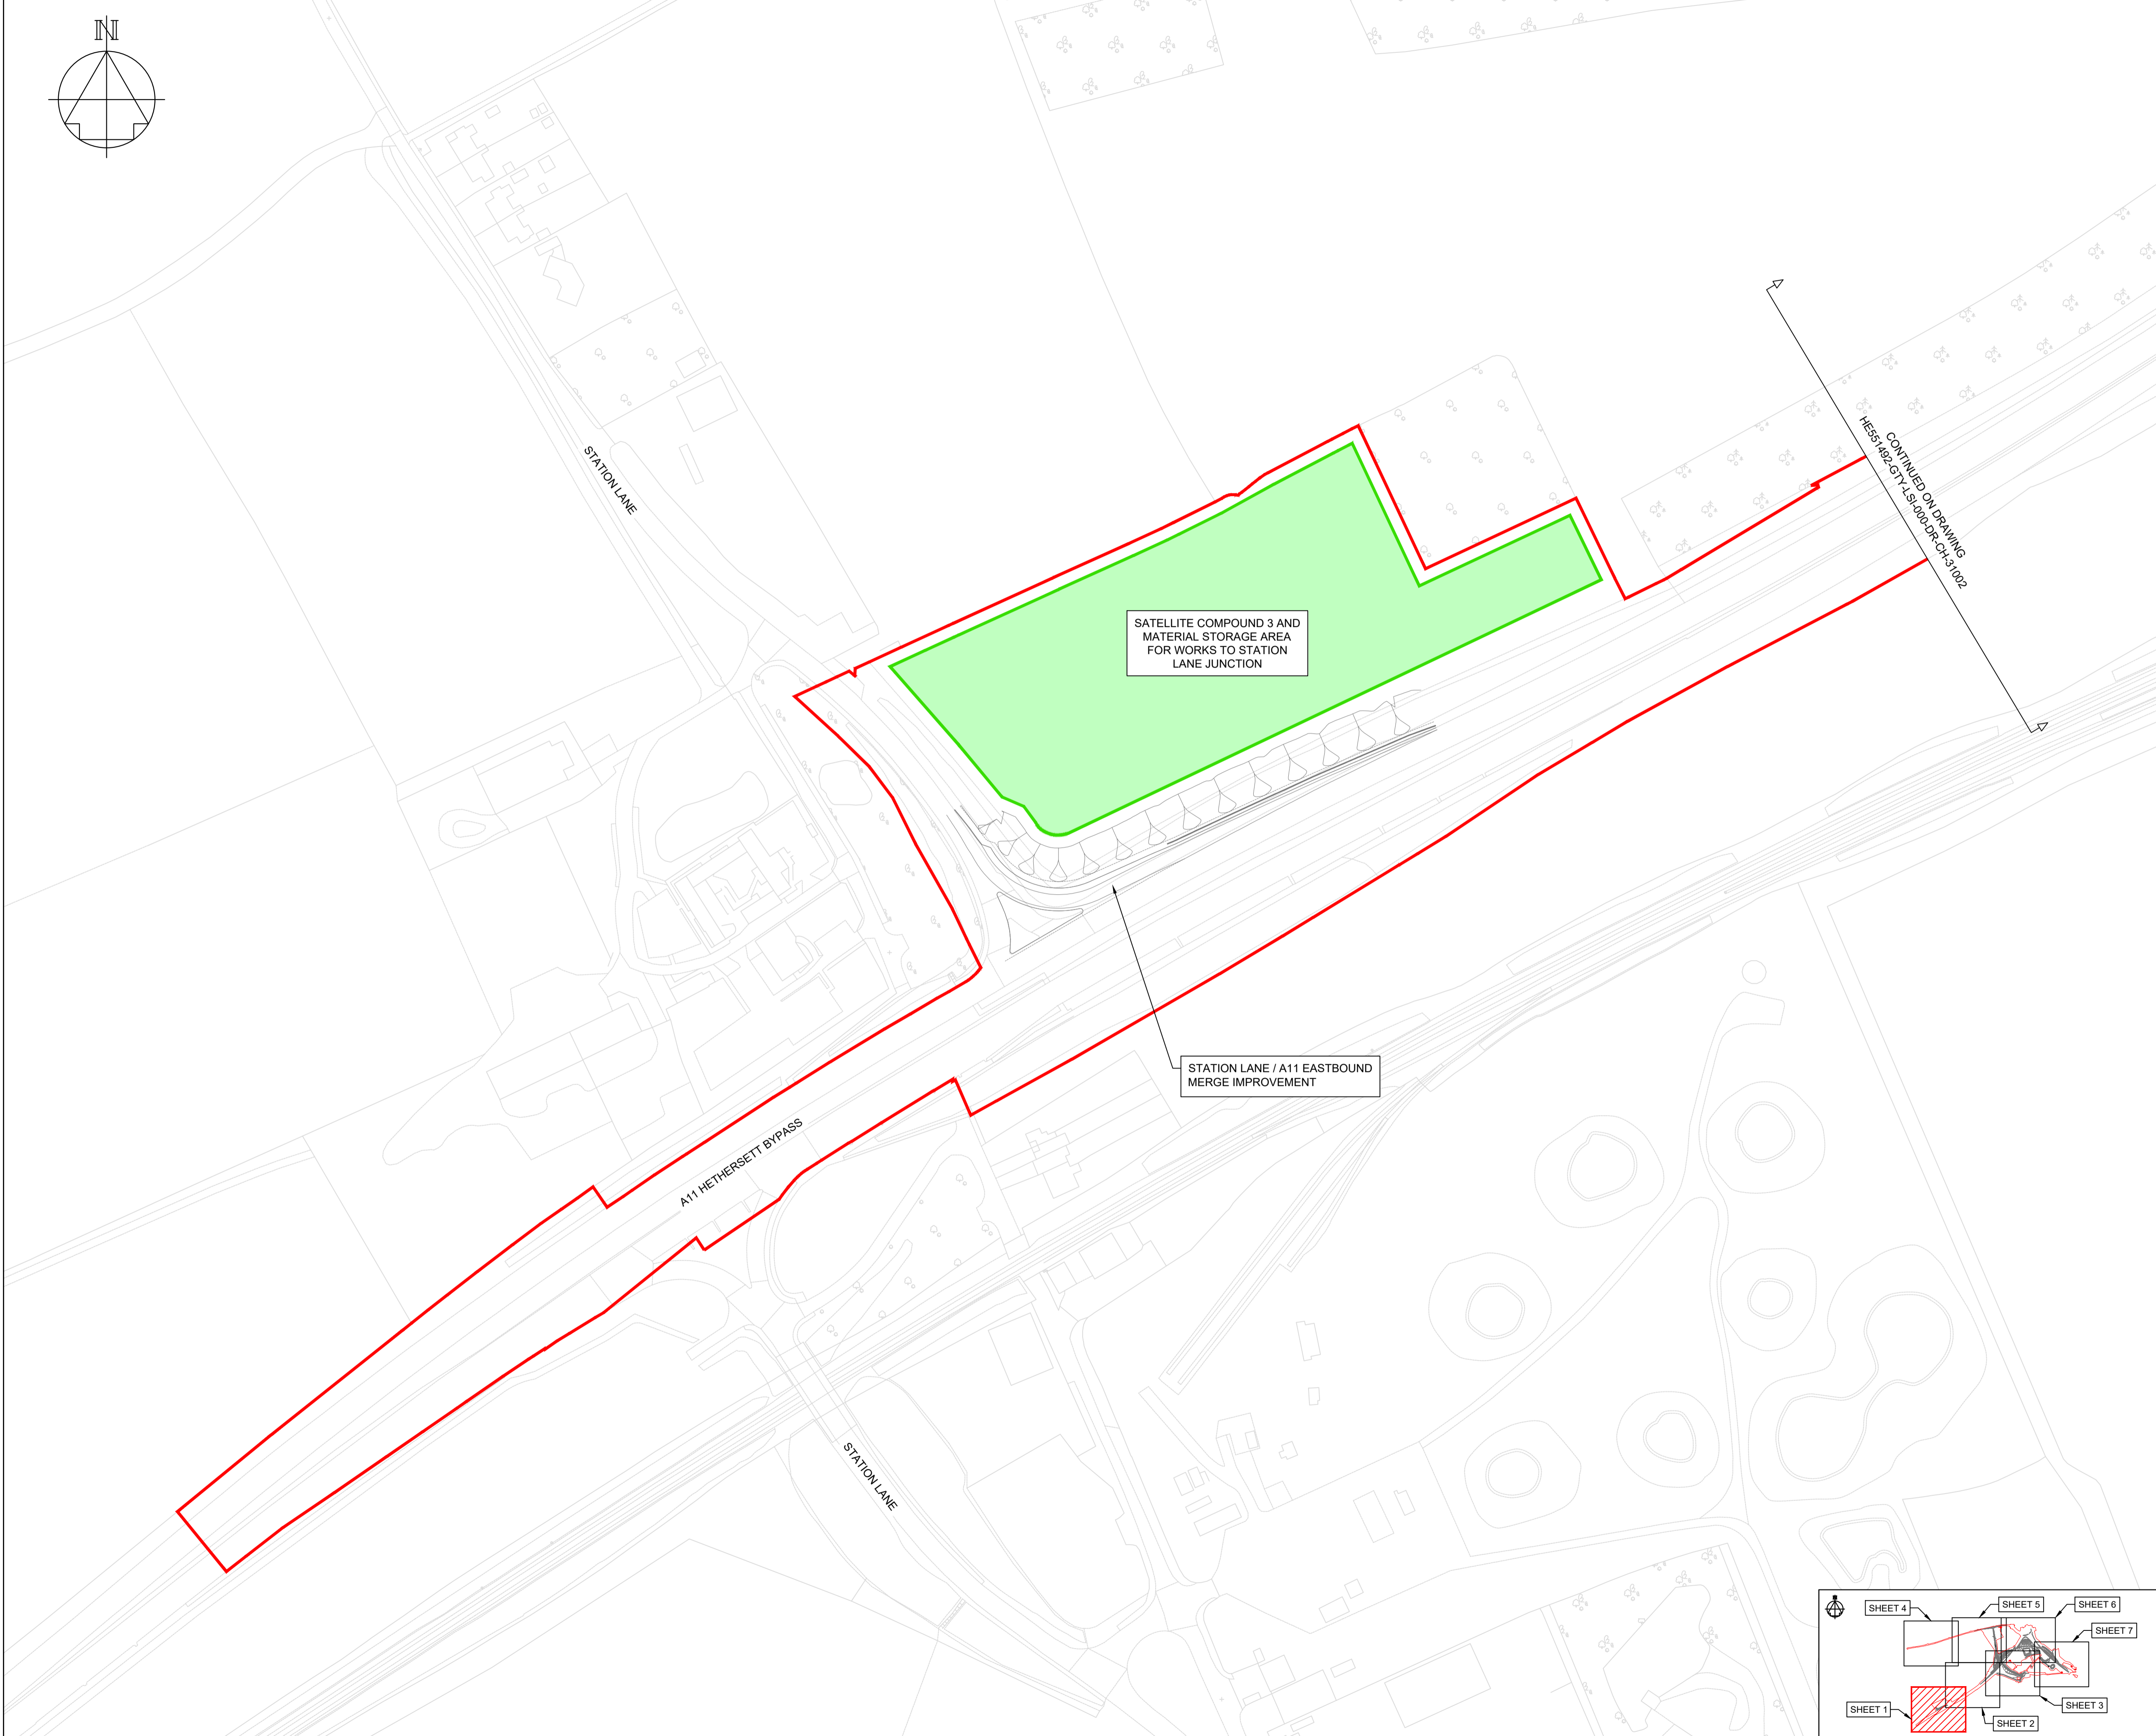 N
STATION LANE
CONTINUED ON DRAWING
HE551492-GTY-LSI-000-DR-CH-31002
SATELLITE COMPOUND 3 AND
MATERIAL STORAGE AREA
FOR WORKS TO STATION
LANE JUNCTION
STATION LANE / A11 EASTBOUND
MERGE IMPROVEMENT
A11 HETHERSETT BYPASS
STATION LANE
SHEET 4
SHEET 5
SHEET 6
SHEET 7
SHEET 1
SHEET 3
SHEET 2